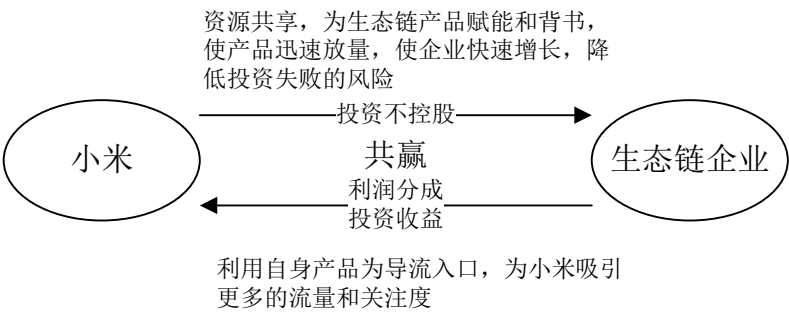 资源共享，为生态链产品赋能和背书，
使产品迅速放量，使企业快速增长，降
低投资失败的风险
投资不控股
小米
共赢
生态链企业
利润分成
投资收益
利用自身产品为导流入口，为小米吸引
更多的流量和关注度